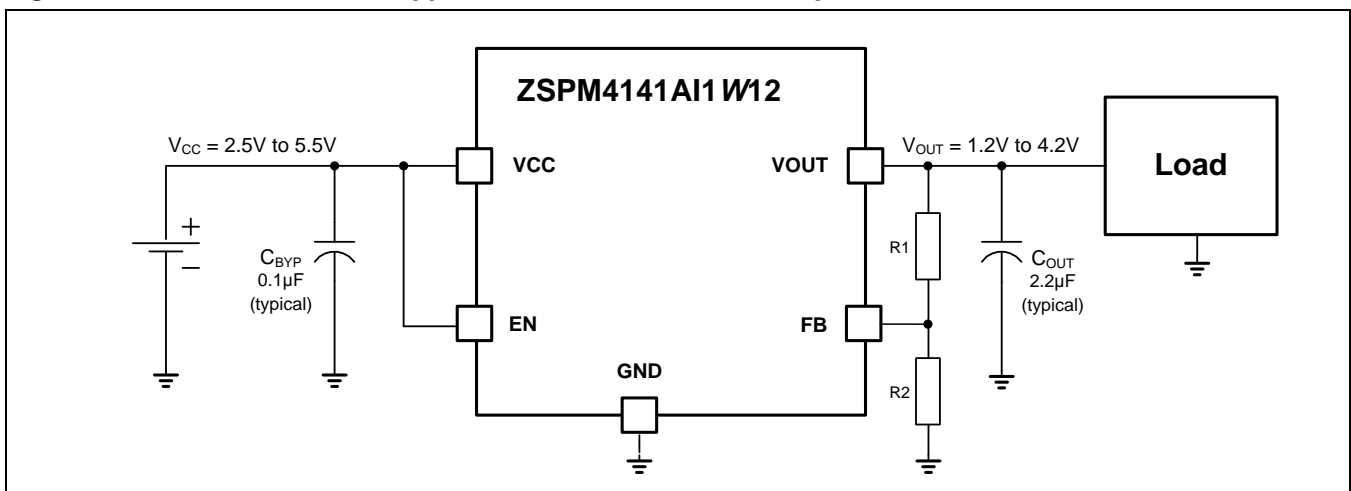 ZSPM4141AI1W12
VCC = 2.5V to 5.5V
VCC
VOUT
VOUT = 1.2V to 4.2V
Load
+
–
CBYP
0.1µF
(typical)
R1
COUT
2.2µF
(typical)
EN
FB
GND
R2